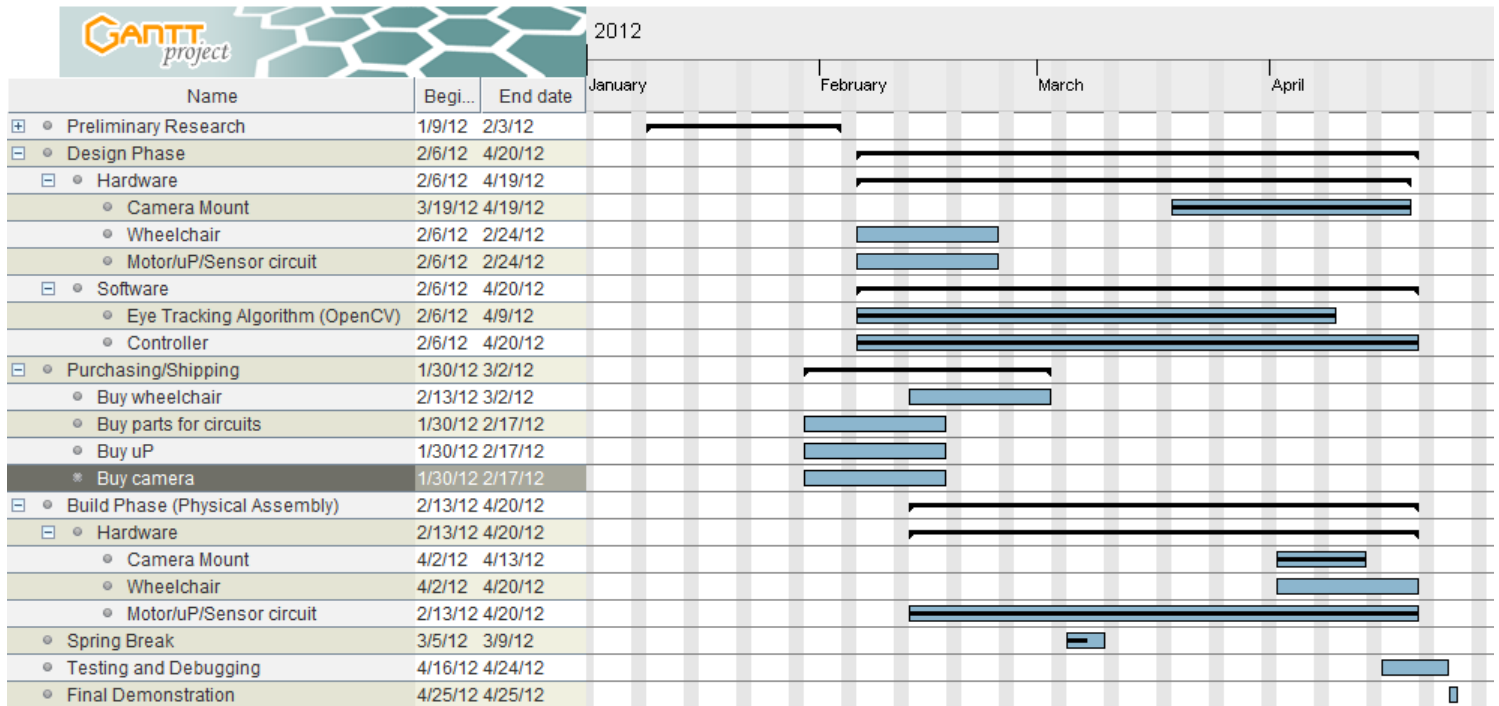 GANTT
project
2012
January February March April
Name Begi... End date
Preliminary Research 1/9/12 2/3/12
Design Phase 2/6/12 4/20/12
Hardware 2/6/12 4/19/12
Camera Mount 3/19/12 4/19/12
Wheelchair 2/6/12 2/24/12
Motor/uP/Sensor circuit 2/6/12 2/24/12
Software 2/6/12 4/20/12
Eye Tracking Algorithm (OpenCV) 2/6/12 4/9/12
Controller 2/6/12 4/20/12
Purchasing/Shipping 1/30/12 3/2/12
Buy wheelchair 2/13/12 3/2/12
Buy parts for circuits 1/30/12 2/17/12
Buy uP 1/30/12 2/17/12
Buy camera 1/30/12 2/17/12
Build Phase (Physical Assembly) 2/13/12 4/20/12
Hardware 2/13/12 4/20/12
Camera Mount 4/2/12 4/13/12
Wheelchair 4/2/12 4/20/12
Motor/uP/Sensor circuit 2/13/12 4/20/12
Spring Break 3/5/12 3/9/12
Testing and Debugging 4/16/12 4/24/12
Final Demonstration 4/25/12 4/25/12